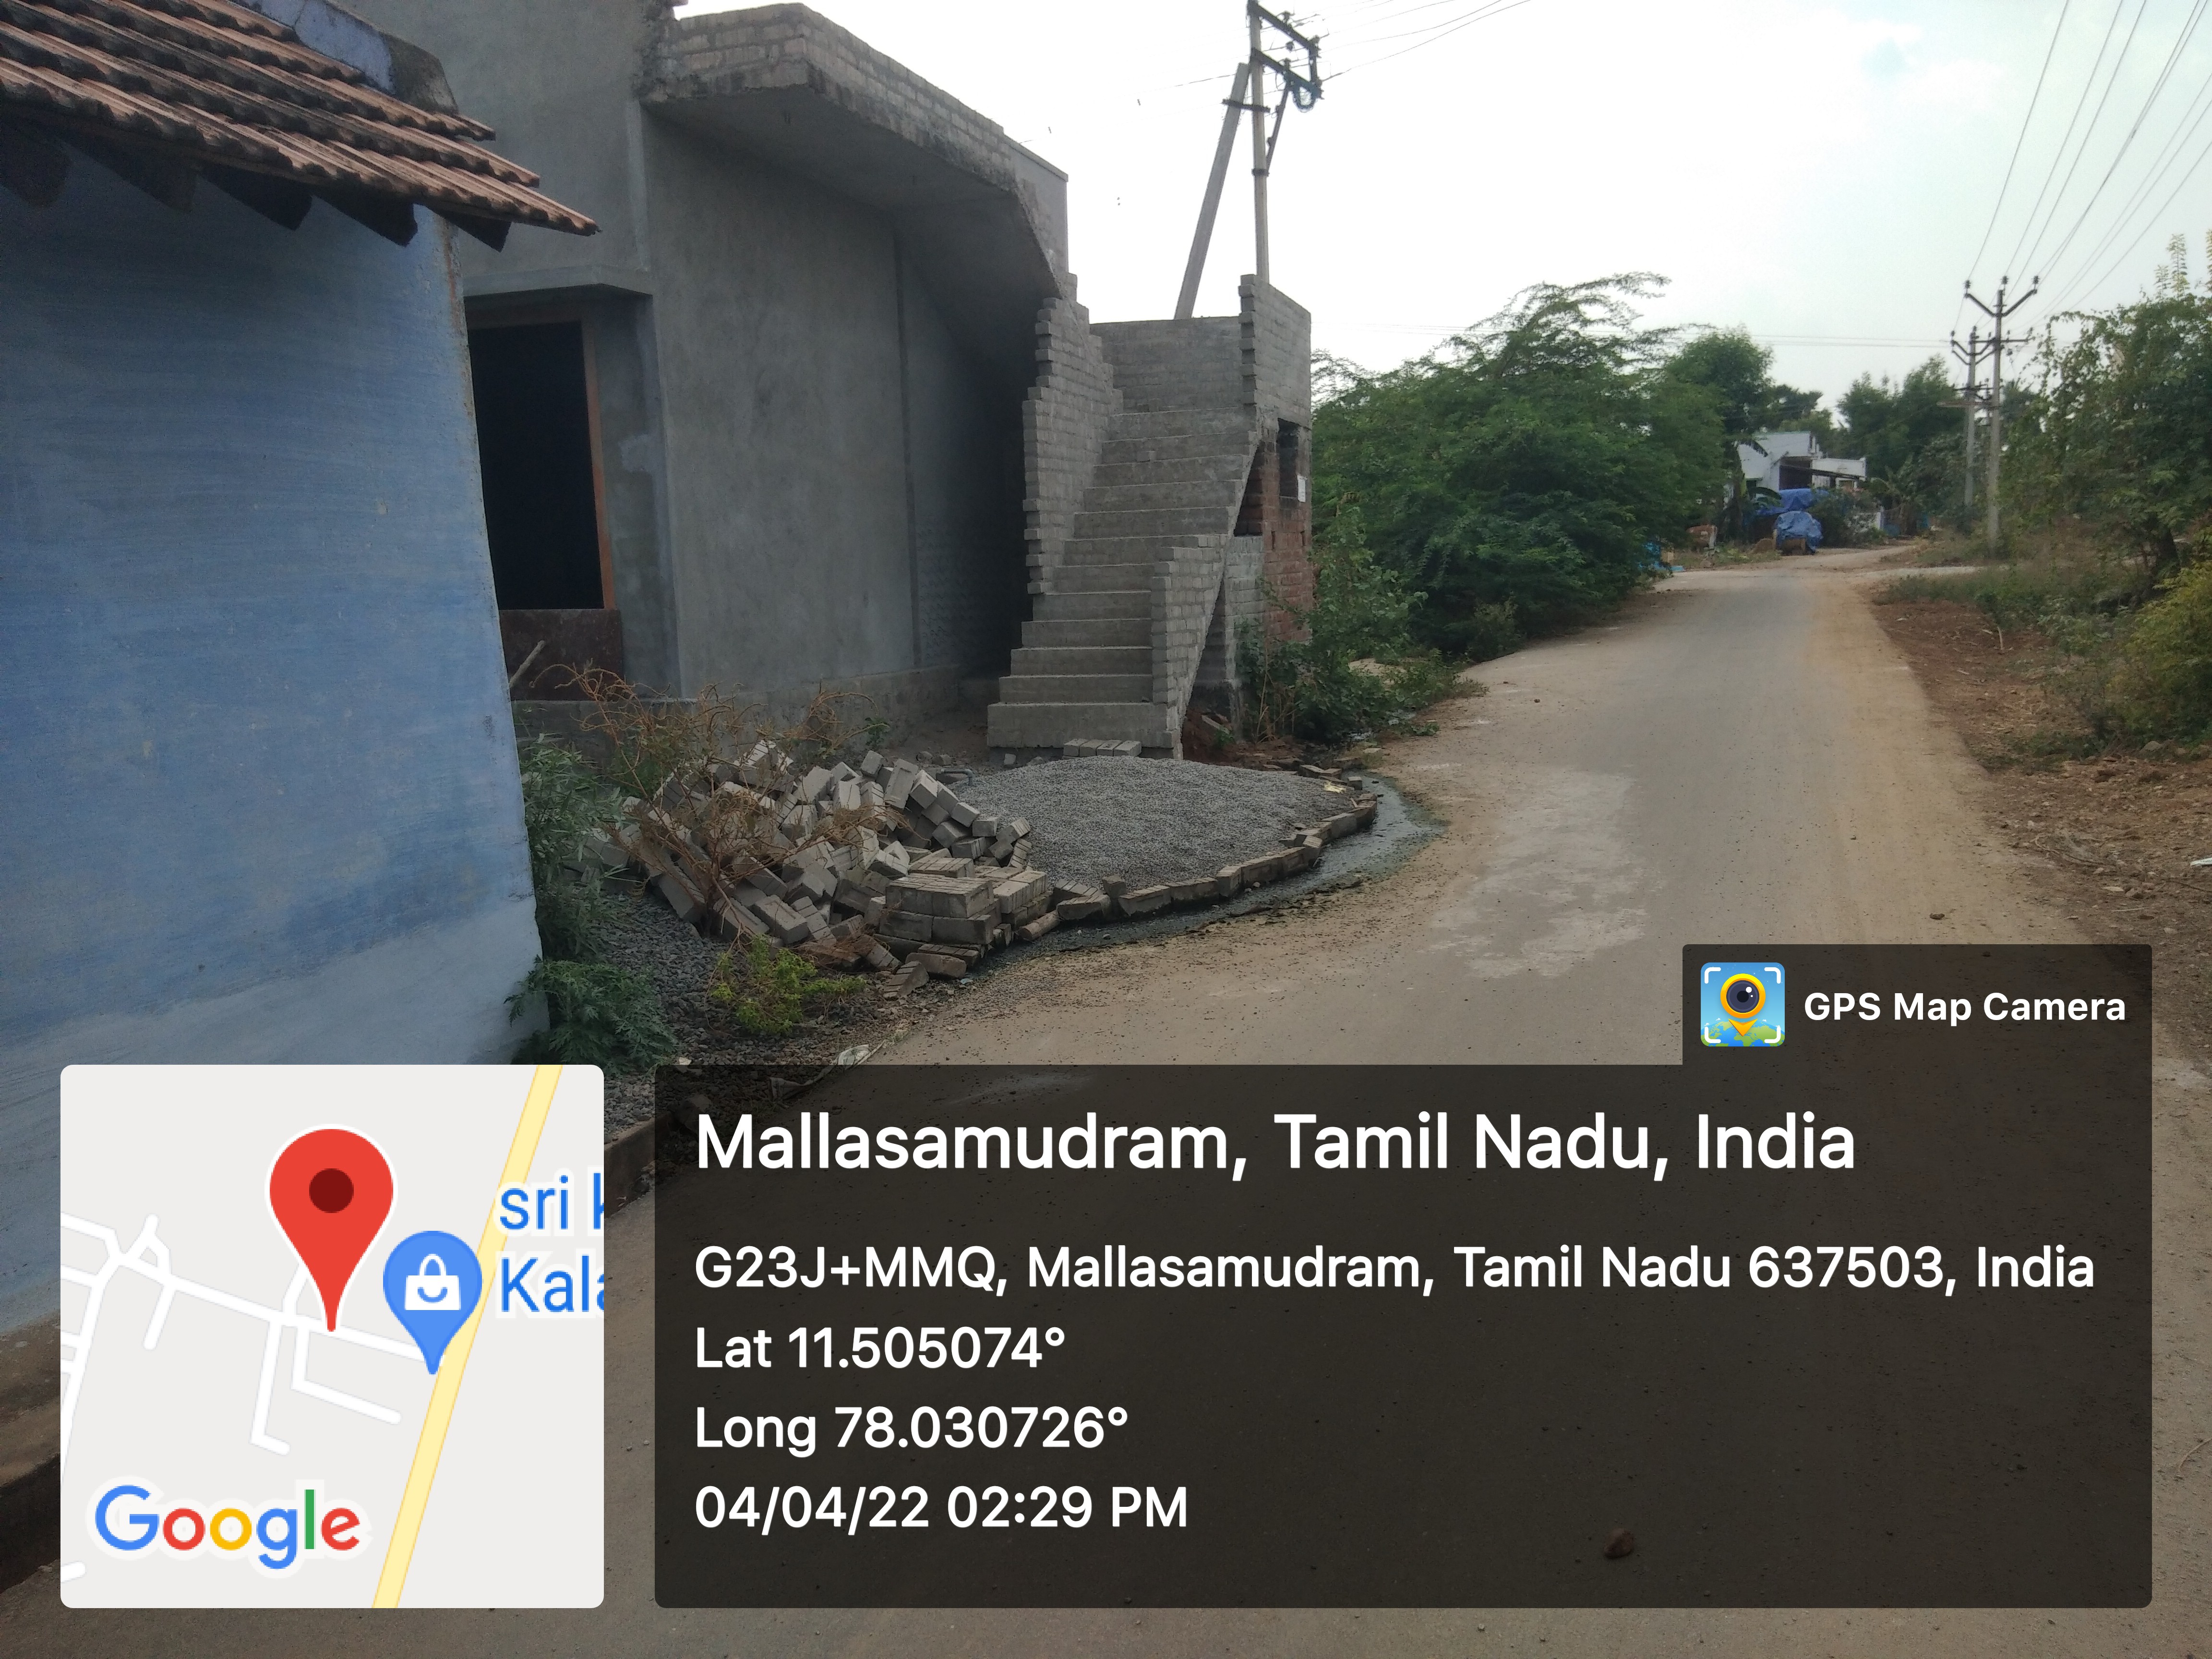 GPS Map Camera
Mallasamudram, Tamil Nadu, India
G23J+MMQ, Mallasamudram, Tamil Nadu 637503, India
Lat 11.505074°
Long 78.030726°
04/04/22 02:29 PM
sri
Google